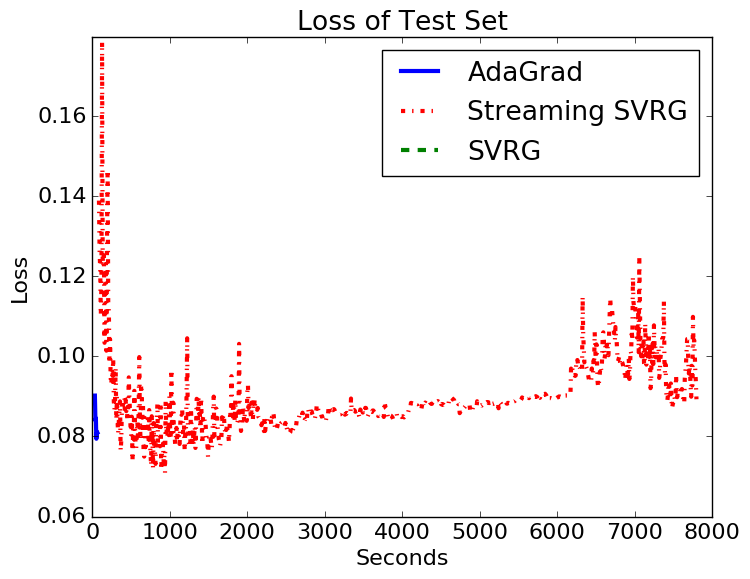 Loss of Test Set
AdaGrad
Streaming SVRG
SVRG
Loss
0.16
0.14
0.12
0.10
0.08
0.06
0 1000 2000 3000 4000 5000 6000 7000 8000
Seconds